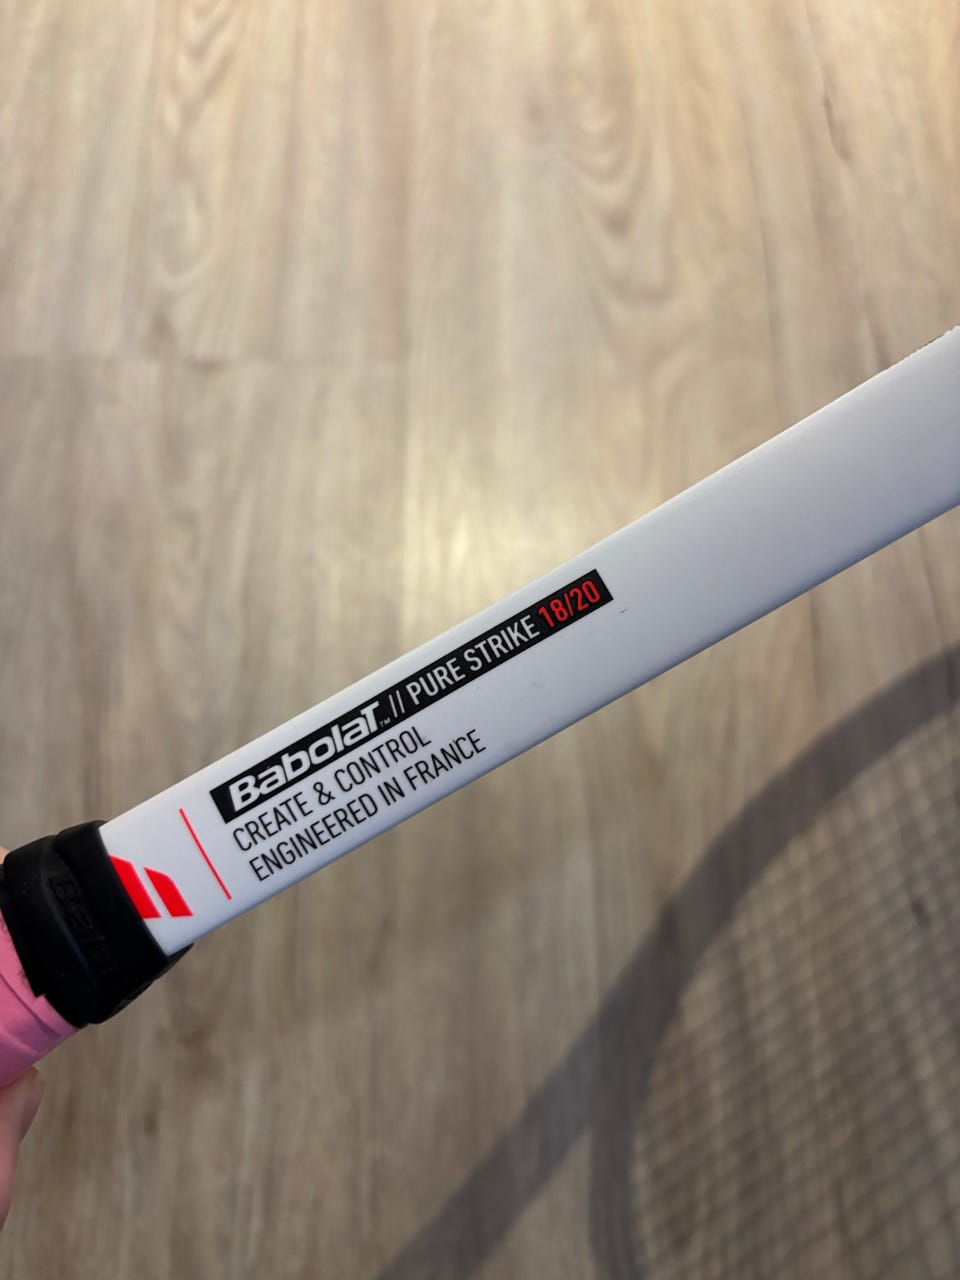 BabolaT™ // PURE STRIKE 18/20
CREATE & CONTROL
ENGINEERED IN FRANCE